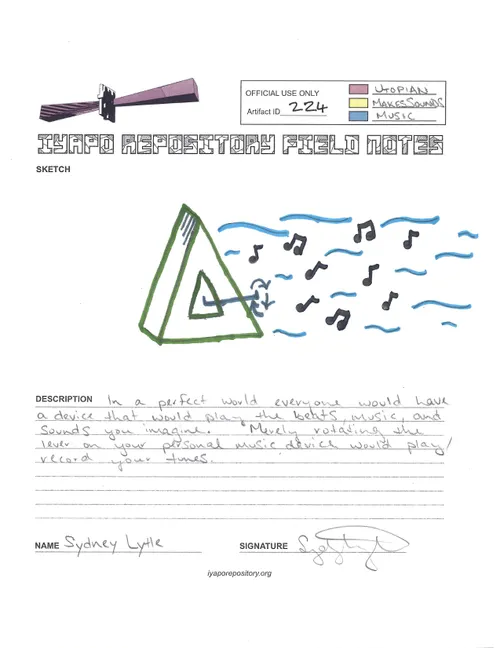 OFFICIAL USE ONLY
Artifact ID 224
UTOPIAN
MAKES SOUNDS
MUSIC
IYAPO REPOSITORY FIELD NOTES
SKETCH
DESCRIPTION In a perfect world everyone would have
a device that would play the beats, music, and
sounds you imagine. Merely rotating the
lever on your personal music device would play/
record your tunes.
NAME Sydney Lytle
SIGNATURE
iyaporepository.org